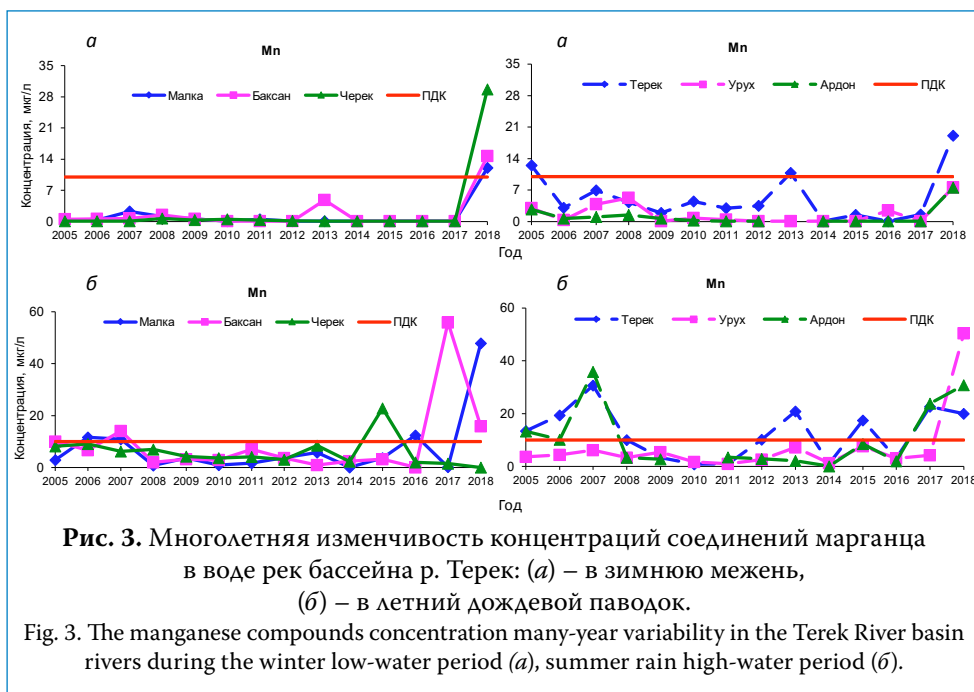 а
Mn
Концентрация, мкг/л
35
28
21
14
7
0
Малка Баксан Черек ПДК
2005 2006 2007 2008 2009 2010 2011 2012 2013 2014 2015 2016 2017 2018
а
Mn
35
28
21
14
7
0
Терек Урух Ардон ПДК
2005 2006 2007 2008 2009 2010 2011 2012 2013 2014 2015 2016 2017 2018
Год
б
Mn
Концентрация, мкг/л
60
40
20
0
Малка Баксан Черек ПДК
2005 2006 2007 2008 2009 2010 2011 2012 2013 2014 2015 2016 2017 2018
б
Mn
60
40
20
0
Терек Урух Ардон ПДК
2005 2006 2007 2008 2009 2010 2011 2012 2013 2014 2015 2016 2017 2018
Год
Рис. 3. Многолетняя изменчивость концентраций соединений марганца
в воде рек бассейна р. Терек: (а) – в зимнюю межень,
(б) – в летний дождевой паводок.
Fig. 3. The manganese compounds concentration many-year variability in the Terek River basin
rivers during the winter low-water period (a), summer rain high-water period (б).